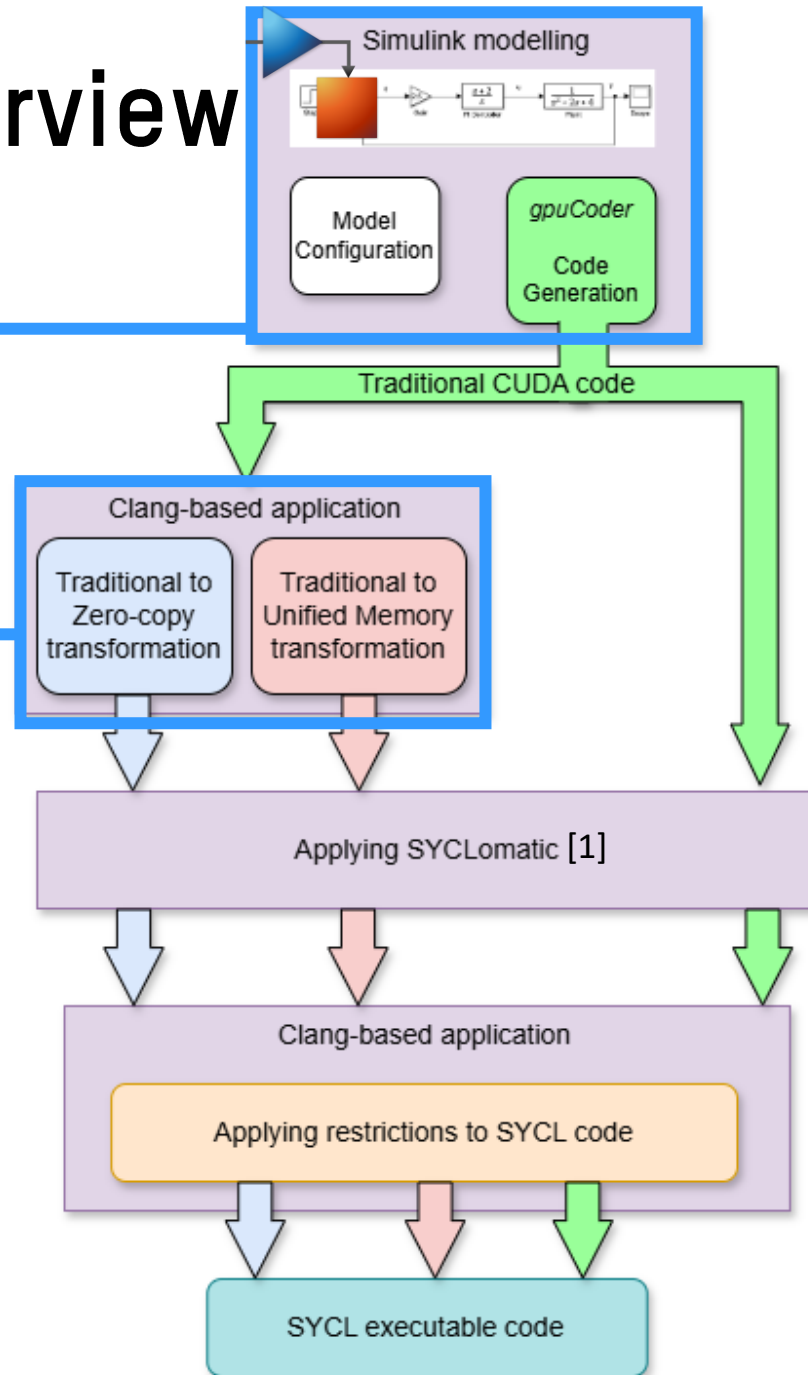 rview
Simulink modelling
Gain
Model
Configuration
gpuCoder
Code
Generation
Traditional CUDA code
Clang-based application
Traditional to
Zero-copy
transformation
Traditional to
Unified Memory
transformation
Applying SYCLomatic [1]
Clang-based application
Applying restrictions to SYCL code
SYCL executable code